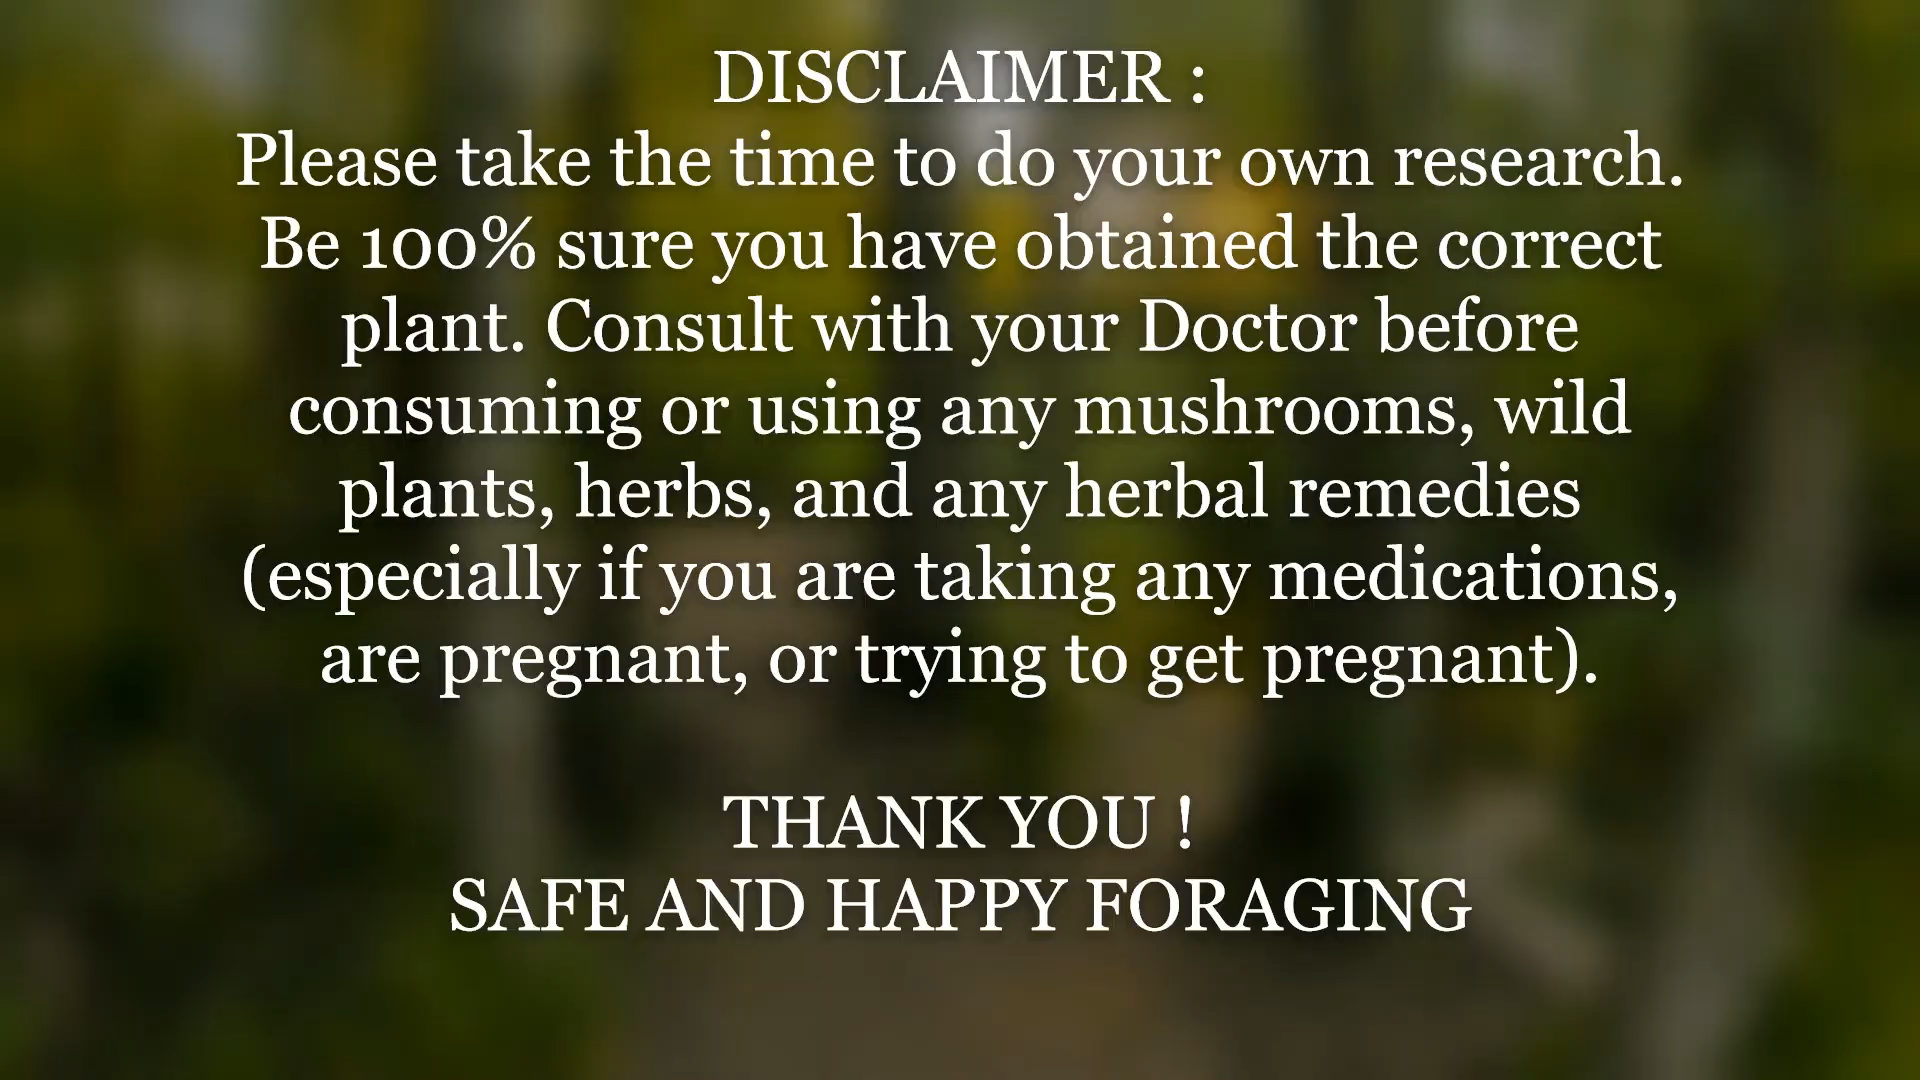 DISCLAIMER :
Please take the time to do your own research.
Be 100% sure you have obtained the correct
plant. Consult with your Doctor before
consuming or using any mushrooms, wild
plants, herbs, and any herbal remedies
(especially if you are taking any medications,
are pregnant, or trying to get pregnant).
THANK YOU !
SAFE AND HAPPY FORAGING